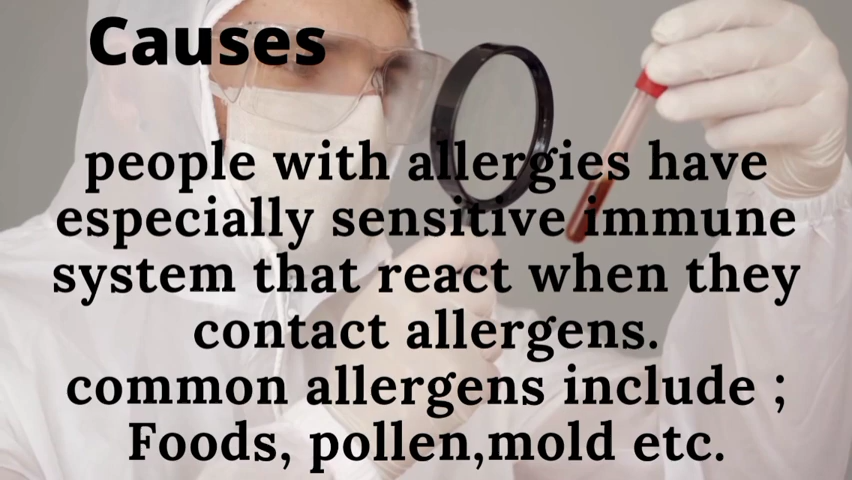 Causes
people with allergies have
especially sensitive immune
system that react when they
contact allergens.
common allergens include ;
Foods, pollen,mold etc.